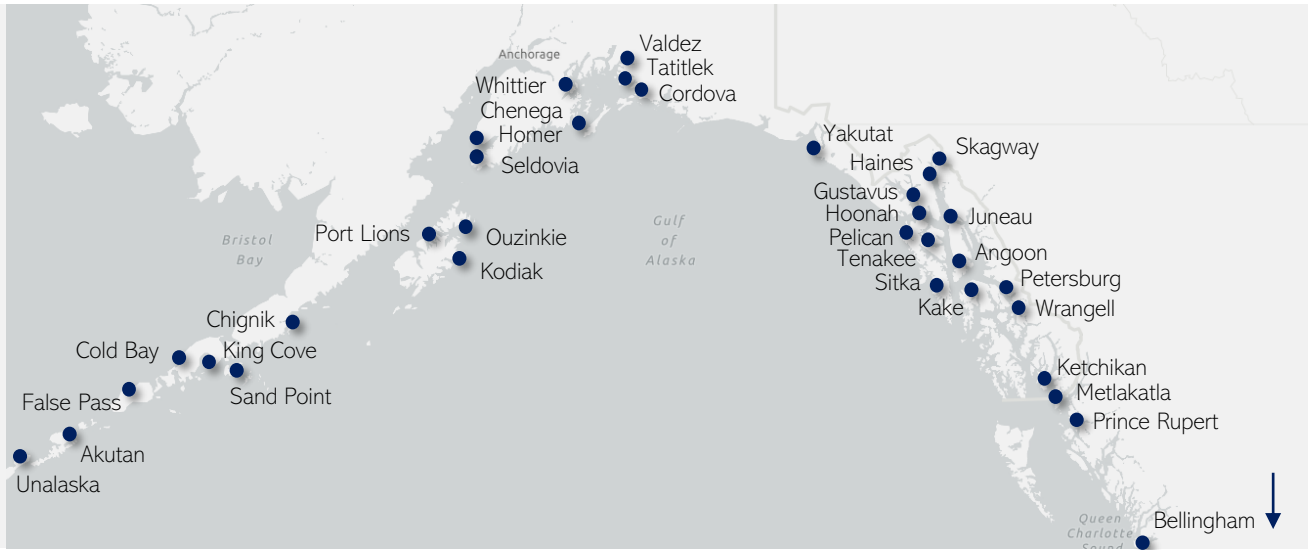 Valdez
Anchorage
Tatitlek
Whittier
Cordova
Chenega
Homer
Yakutat
Skagway
Haines
Seldovia
Gustavus
Hoonah
Juneau
Gulf
of
Alaska
Port Lions
Ouzinkie
Bristol
Bay
Pelican
Angoon
Tenakee
Kodiak
Sitka
Petersburg
Kake
Wrangell
Chignik
Cold Bay
King Cove
Ketchikan
Sand Point
Metlakatla
False Pass
Prince Rupert
Akutan
Unalaska
Bellingham
Queen
Charlotte
Sound